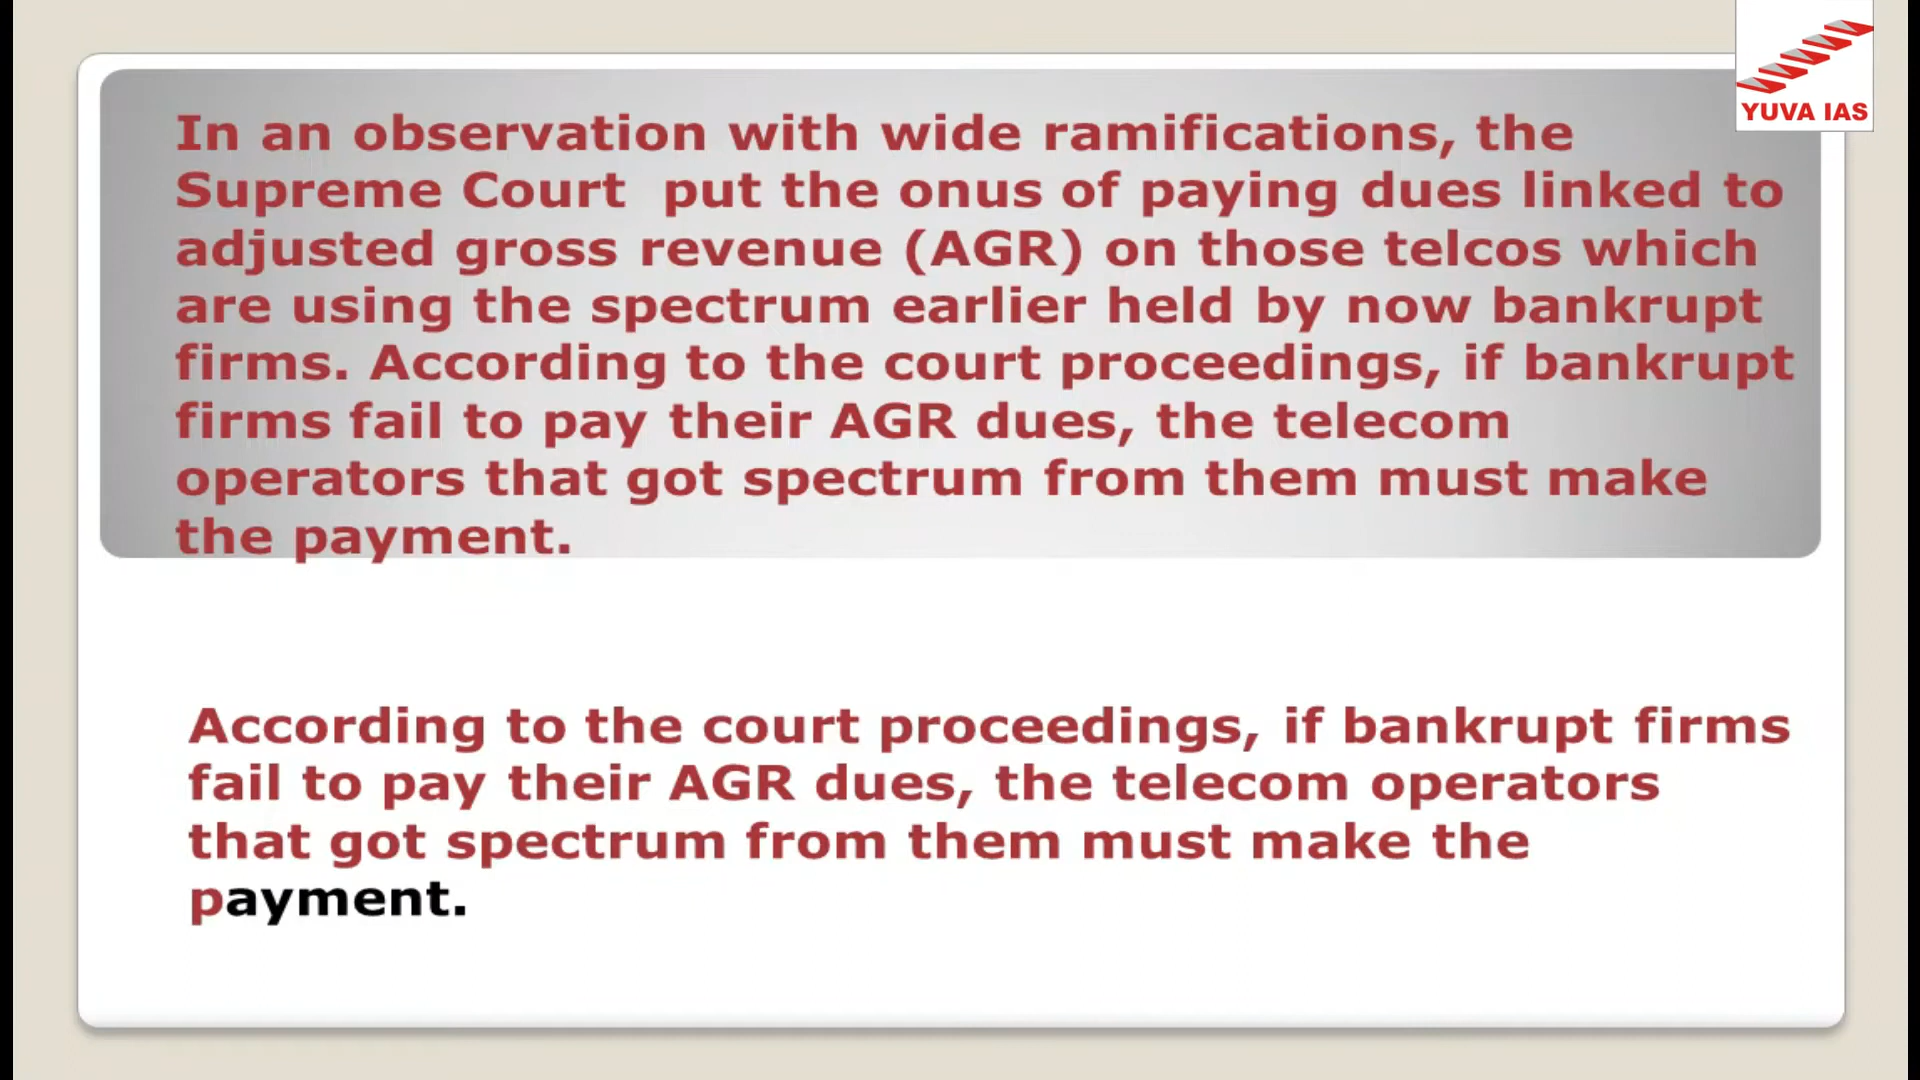 YUVA IAS
In an observation with wide ramifications, the
Supreme Court  put the onus of paying dues linked to
adjusted gross revenue (AGR) on those telcos which
are using the spectrum earlier held by now bankrupt
firms. According to the court proceedings, if bankrupt
firms fail to pay their AGR dues, the telecom
operators that got spectrum from them must make
the payment.
According to the court proceedings, if bankrupt firms
fail to pay their AGR dues, the telecom operators
that got spectrum from them must make the
payment.